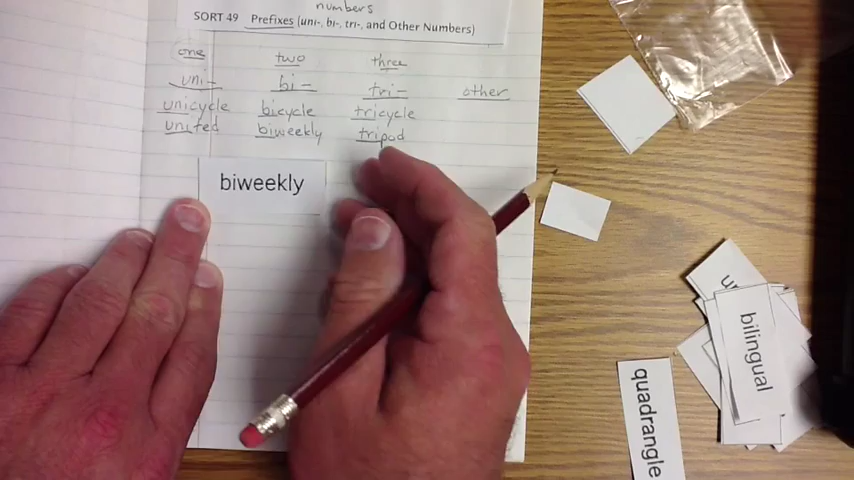 numbers
SORT 49 Prefixes (uni-, bi-, tri-, and Other Numbers)
one two three
uni- bi- tri- other
unicycle bicycle tricycle
united biweekly tripod
biweekly
bilingual
quadrangle